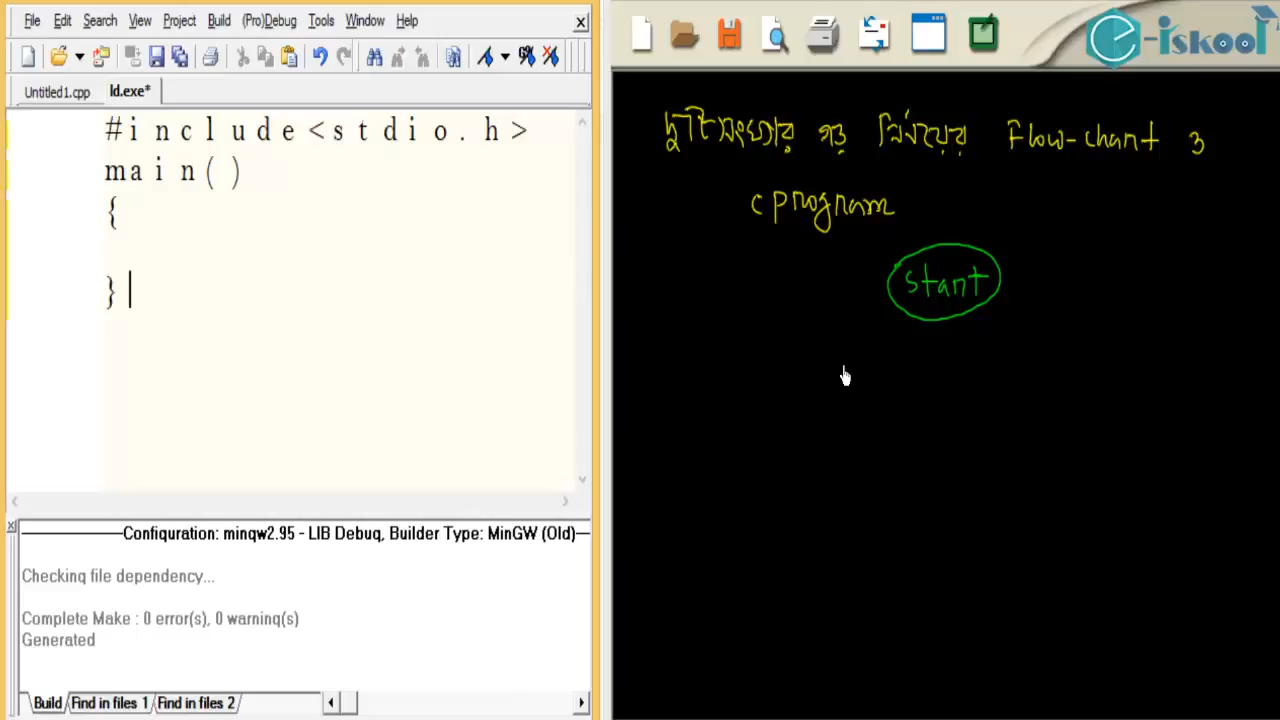 File Edit Search View Project Build (Pro)Debug Tools Window Help
Untitled1.cpp ld.exe*
#include<stdio.h>
main()
{
}
Configuration: mingw2.95 - LIB Debug, Builder Type: MinGW (Old)
Checking file dependency...
Complete Make : 0 error(s), 0 warning(s)
Generated
Build Find in files 1 Find in files 2
e-iskool
দুটি সংখ্যার গড় নির্ণয়ের Flow-chart ও
c program
start